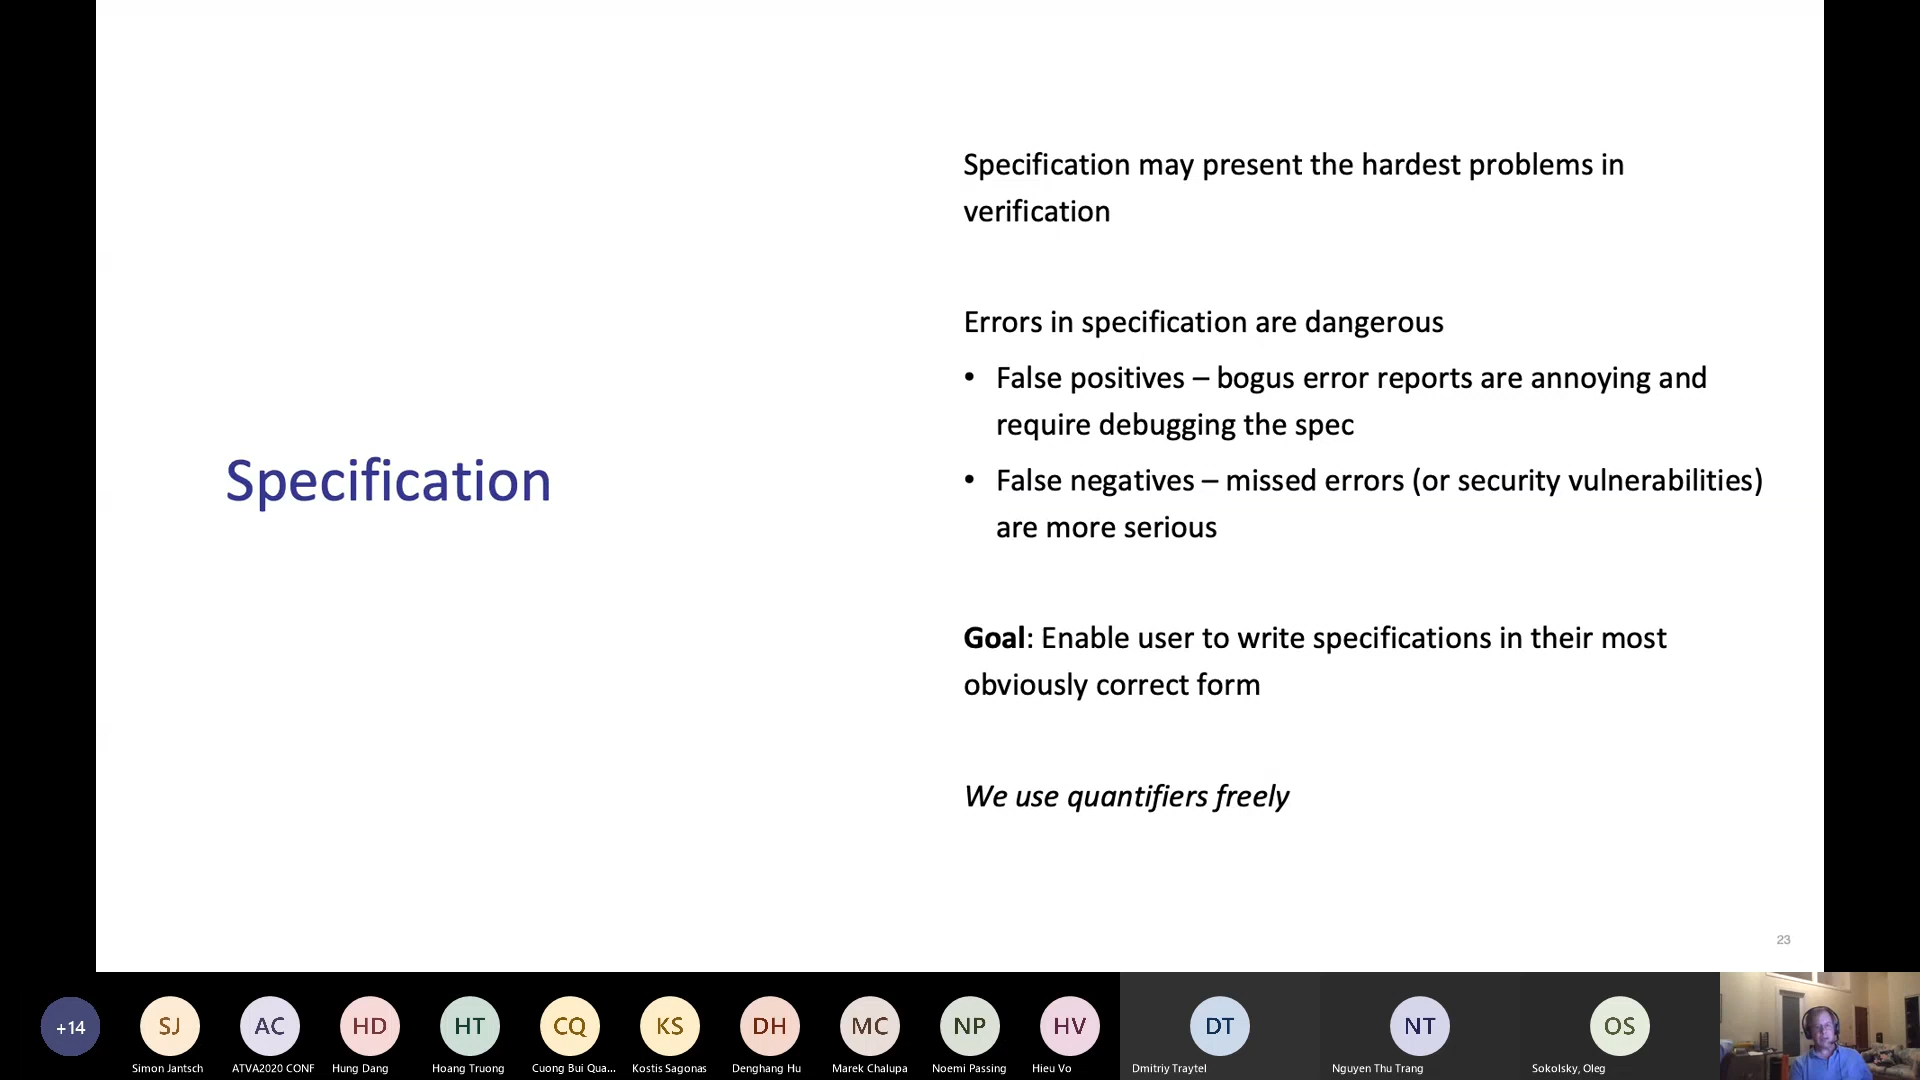 Specification may present the hardest problems in
verification
Errors in specification are dangerous
• False positives – bogus error reports are annoying and
require debugging the spec
Specification
• False negatives – missed errors (or security vulnerabilities)
are more serious
Goal: Enable user to write specifications in their most
obviously correct form
We use quantifiers freely
23
+14
SJ
AC
HD
HT
CQ
KS
DH
MC
NP
HV
DT
NT
OS
Simon Jantsch
ATVA2020 CONF
Hung Dang
Hoang Truong
Cuong Bui Qua...
Kostis Sagonas
Denghang Hu
Marek Chalupa
Noemi Passing
Hieu Vo
Dmitriy Traytel
Nguyen Thu Trang
Sokolsky, Oleg